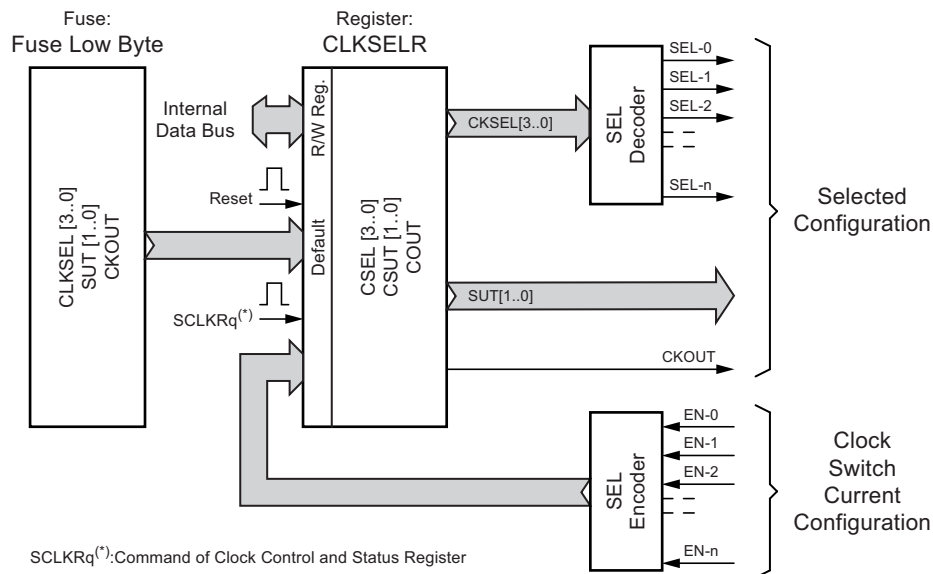 Fuse:
Fuse Low Byte
Register:
CLKSELR
CLKSEL [3..0]
SUT [1..0]
CKOUT
Internal
Data Bus
Reset
SCLKRq(*)
R/W Reg.
Default
CSEL [3..0]
CSUT [1..0]
COUT
CKSEL[3..0]
SUT[1..0]
CKOUT
SEL
Decoder
SEL-0
SEL-1
SEL-2
SEL-n
Selected
Configuration
SEL
Encoder
EN-0
EN-1
EN-2
EN-n
Clock
Switch
Current
Configuration
SCLKRq(*):Command of Clock Control and Status Register